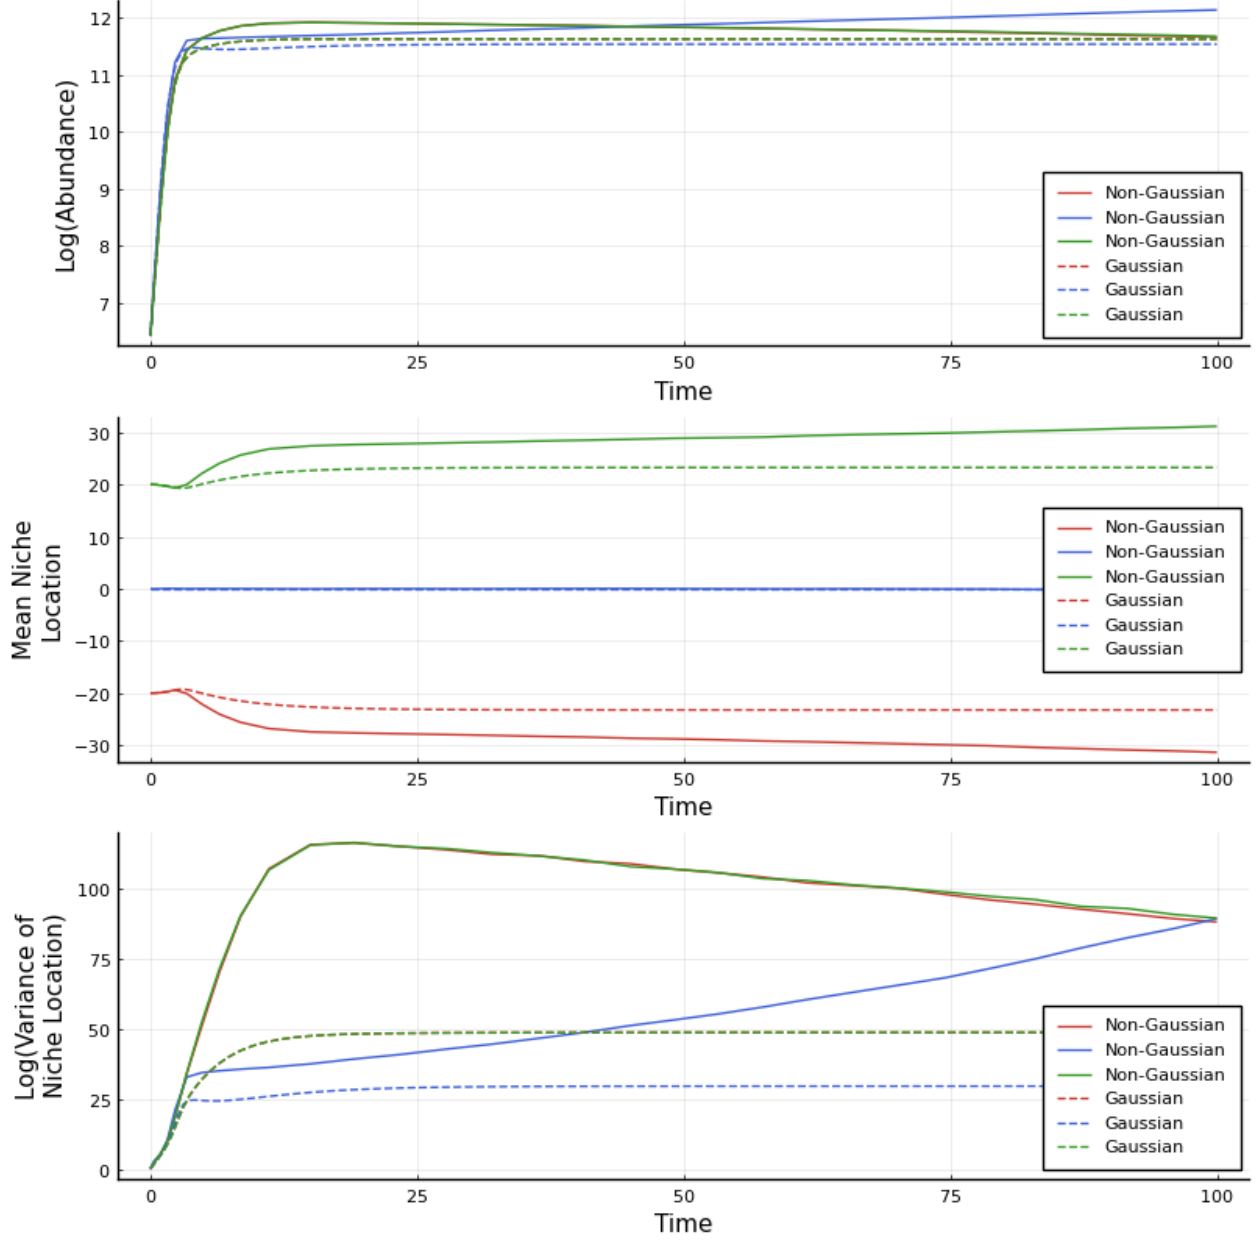 Log(Abundance)
12
11
10
9
8
7
Non-Gaussian
Non-Gaussian
Non-Gaussian
Gaussian
Gaussian
Gaussian
0
25
50
75
100
Time
Mean Niche
Location
30
20
10
0
−10
−20
−30
Non-Gaussian
Non-Gaussian
Non-Gaussian
Gaussian
Gaussian
Gaussian
0
25
50
75
100
Time
Log(Variance of
Niche Location)
100
75
50
25
0
Non-Gaussian
Non-Gaussian
Non-Gaussian
Gaussian
Gaussian
Gaussian
0
25
50
75
100
Time